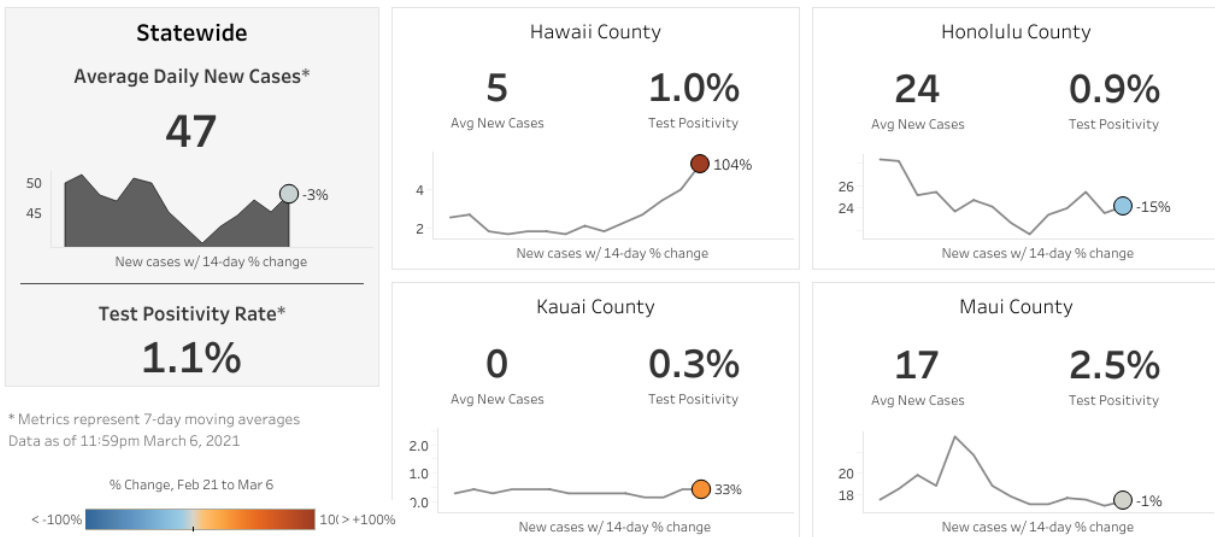 Statewide
Average Daily New Cases*
47
50
45
-3%
New cases w/ 14-day % change
Test Positivity Rate*
1.1%
* Metrics represent 7-day moving averages
Data as of 11:59pm March 6, 2021
% Change, Feb 21 to Mar 6
< -100%
> +100%
Hawaii County
5 1.0%
Avg New Cases Test Positivity
4
2
104%
New cases w/ 14-day % change
Honolulu County
24 0.9%
Avg New Cases Test Positivity
26
24
-15%
New cases w/ 14-day % change
Kauai County
0 0.3%
Avg New Cases Test Positivity
2.0
1.0
0.0
33%
New cases w/ 14-day % change
Maui County
17 2.5%
Avg New Cases Test Positivity
20
18
-1%
New cases w/ 14-day % change